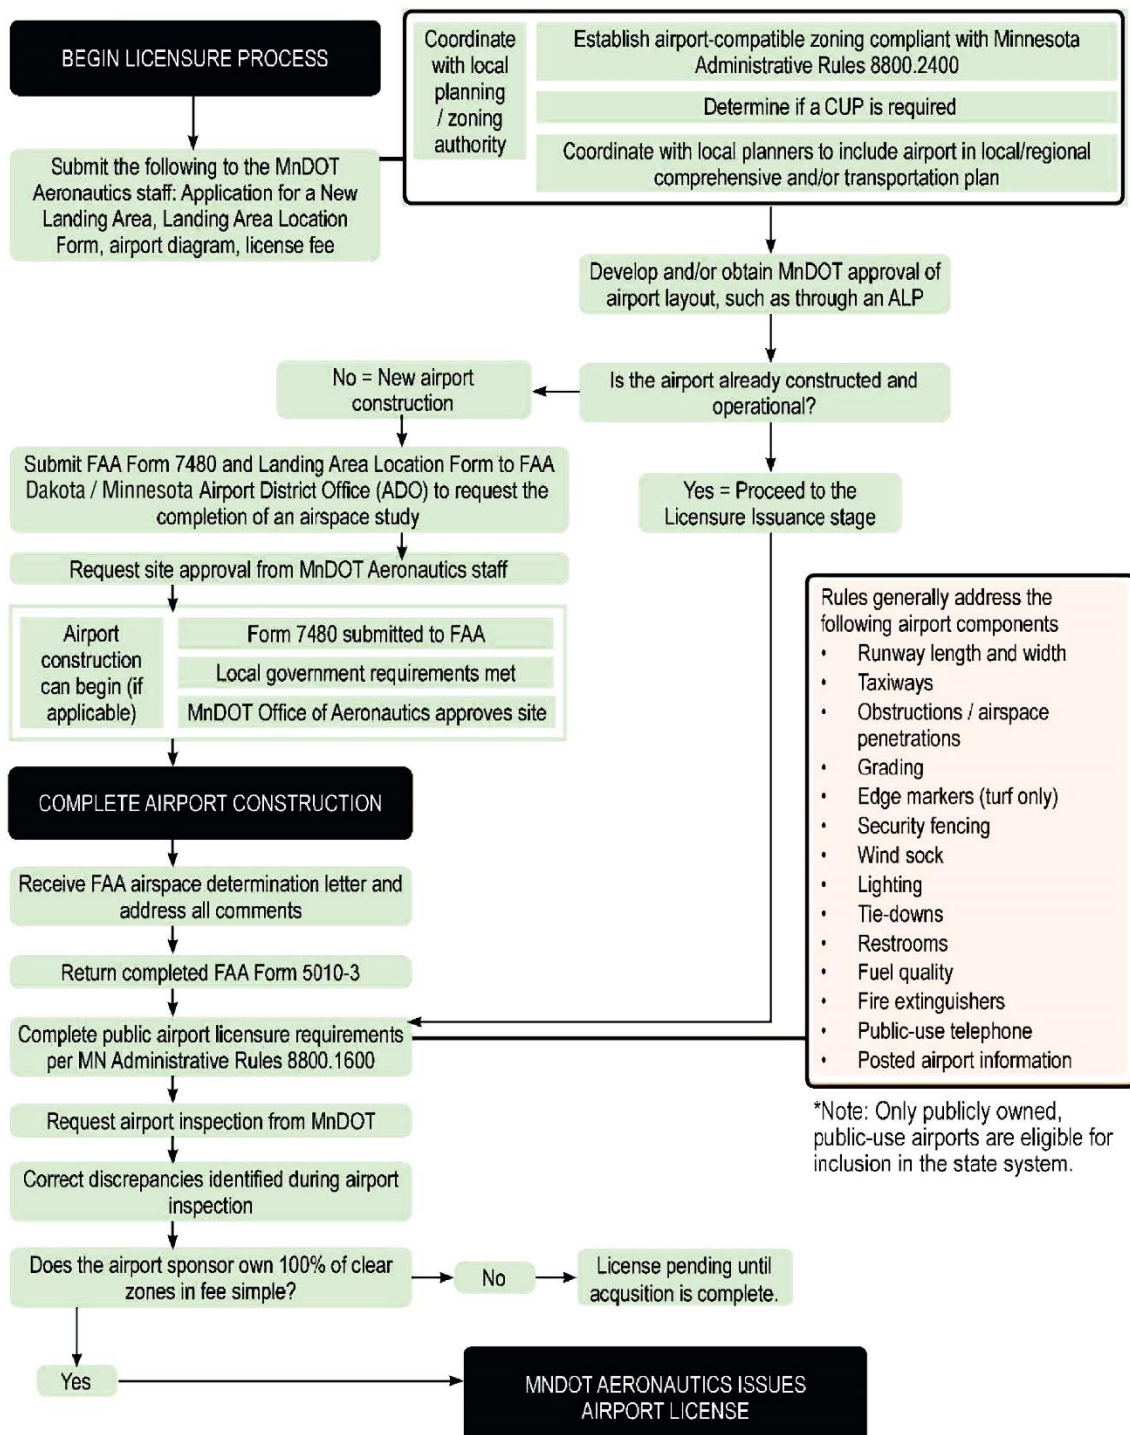 BEGIN LICENSURE PROCESS
Submit the following to the MnDOT
Aeronautics staff: Application for a New
Landing Area, Landing Area Location
Form, airport diagram, license fee
Coordinate
with local
planning
/ zoning
authority
Establish airport-compatible zoning compliant with Minnesota
Administrative Rules 8800.2400
Determine if a CUP is required
Coordinate with local planners to include airport in local/regional
comprehensive and/or transportation plan
Develop and/or obtain MnDOT approval of
airport layout, such as through an ALP
Is the airport already constructed and
operational?
No = New airport
construction
Submit FAA Form 7480 and Landing Area Location Form to FAA
Dakota / Minnesota Airport District Office (ADO) to request the
completion of an airspace study
Yes = Proceed to the
Licensure Issuance stage
Request site approval from MnDOT Aeronautics staff
Airport
construction
can begin (if
applicable)
Form 7480 submitted to FAA
Local government requirements met
MnDOT Office of Aeronautics approves site
COMPLETE AIRPORT CONSTRUCTION
Receive FAA airspace determination letter and
address all comments
Return completed FAA Form 5010-3
Complete public airport licensure requirements
per MN Administrative Rules 8800.1600
Rules generally address the
following airport components
• Runway length and width
• Taxiways
• Obstructions / airspace
penetrations
• Grading
• Edge markers (turf only)
• Security fencing
• Wind sock
• Lighting
• Tie-downs
• Restrooms
• Fuel quality
• Fire extinguishers
• Public-use telephone
• Posted airport information
*Note: Only publicly owned,
public-use airports are eligible for
inclusion in the state system.
Request airport inspection from MnDOT
Correct discrepancies identified during airport
inspection
Does the airport sponsor own 100% of clear
zones in fee simple?
No
License pending until
acqusition is complete.
Yes
MNDOT AERONAUTICS ISSUES
AIRPORT LICENSE